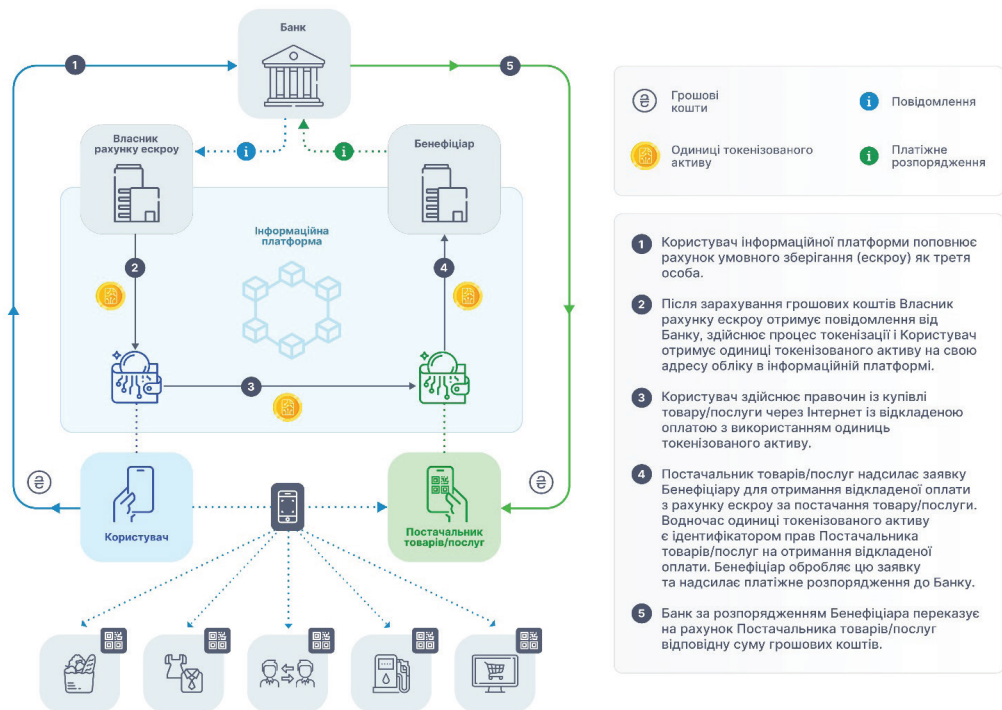 Банк
1
5
Власник
рахунку ескроу
i
i
Бенефіціар
Інформаційна
платформа
2
4
3
₴
₴
Користувач
Постачальник
товарів/послуг
₴
Грошові
кошти
i
Повідомлення
Одиниці токенізованого
активу
i
Платіжне
розпорядження
1
Користувач інформаційної платформи поповнює
рахунок умовного зберігання (ескроу) як третя
особа.
2
Після зарахування грошових коштів Власник
рахунку ескроу отримує повідомлення від
Банку, здійснює процес токенізації і Користувач
отримує одиниці токенізованого активу на свою
адресу обліку в інформаційній платформі.
3
Користувач здійснює правочин із купівлі
товару/послуги через Інтернет із відкладеною
оплатою з використанням одиниць
токенізованого активу.
4
Постачальник товарів/послуг надсилає заявку
Бенефіціару для отримання відкладеної оплати
з рахунку ескроу за постачання товару/послуги.
Водночас одиниці токенізованого активу
є ідентифікатором прав Постачальника
товарів/послуг на отримання відкладеної
оплати. Бенефіціар обробляє цю заявку
та надсилає платіжне розпорядження до Банку.
5
Банк за розпорядженням Бенефіціара переказує
на рахунок Постачальника товарів/послуг
відповідну суму грошових коштів.